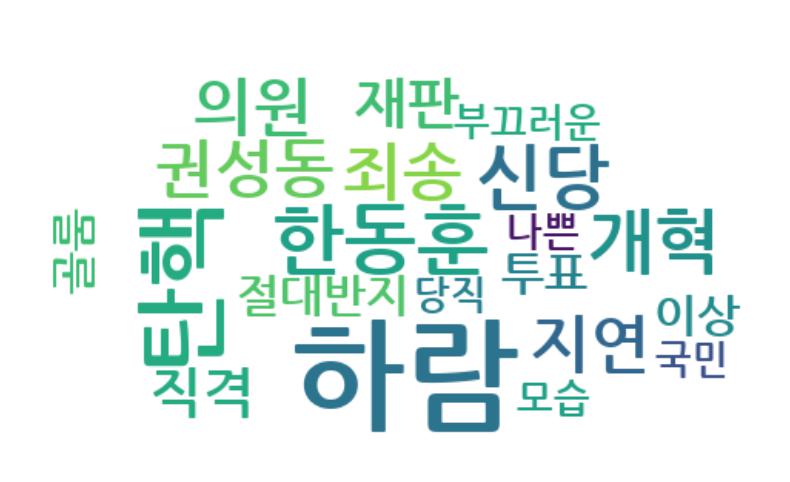 의원 재판
부끄러운
권성동 죄송 신당
탄핵 한동훈 나쁜 개혁
골룸
투표
절대반지 당직
이상
하람 지연
국민
직격 모습